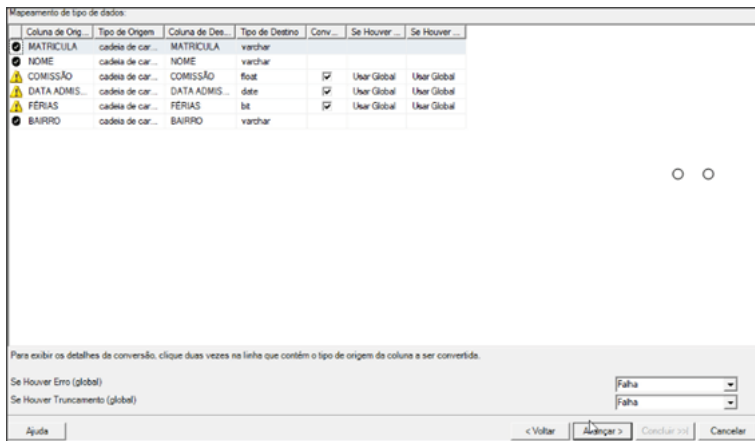 Mapeamento de tipo de dados:
Coluna de Orig... Tipo de Origem Coluna de Des... Tipo de Destino Conv... Se Houver ... Se Houver ...
MATRICULA cadeia de car... MATRICULA varchar
NOME cadeia de car... NOME varchar
COMISSÃO cadeia de car... COMISSÃO float Usar Global Usar Global
DATA ADMIS... cadeia de car... DATA ADMIS... date Usar Global Usar Global
FÉRIAS cadeia de car... FÉRIAS bit Usar Global Usar Global
BAIRRO cadeia de car... BAIRRO varchar
Para exibir os detalhes da conversão, clique duas vezes na linha que contém o tipo de origem da coluna a ser convertida.
Se Houver Erro (global) Falha
Se Houver Truncamento (global) Falha
Ajuda < Voltar Avançar > Concluir >>| Cancelar